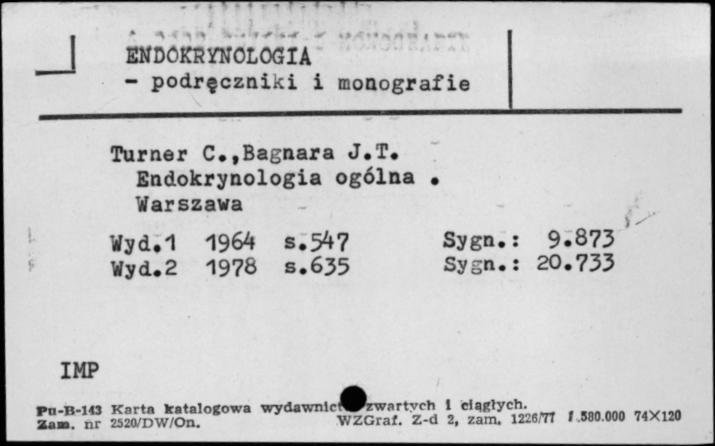 ENDOKRYNOLOGIA
- podręczniki i monografie
Turner C.,Bagnara J.T.
Endokrynologia ogólna .
Warszawa
Wyd.1 1964 s.547 Sygn.: 9.873
Wyd.2 1978 s.635 Sygn.: 20.733
IMP
Pu-B-143 Karta katalogowa zwartych i ciągłych.
Zam. nr 2520/DW/On. WZGraf. Z-d 2, zam. 1226/77 1.580.000 74×120